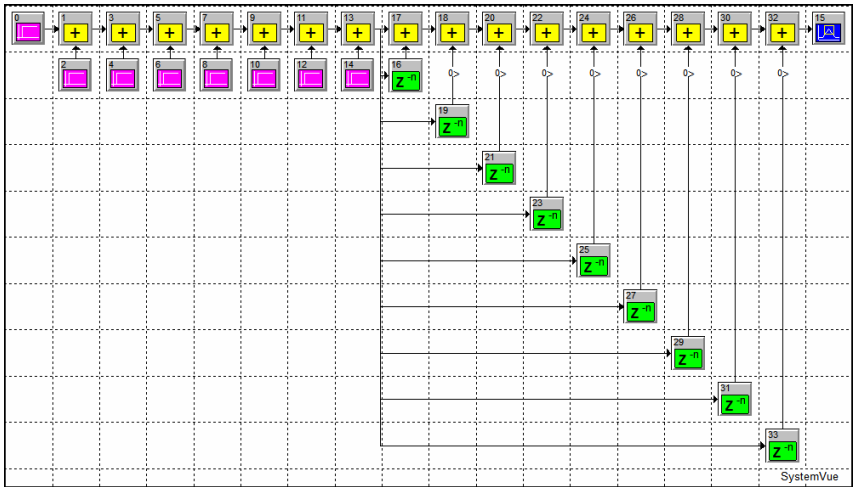 0 1 3 5 7 9 11 13 17 18 20 22 24 26 28 30 32 15
+ + + + + + + + + + + + + + + +
2 4 6 8 10 12 14 16 0> 0> 0> 0> 0> 0> 0> 0>
Z -n
19
Z -n
21
Z -n
23
Z -n
25
Z -n
27
Z -n
29
Z -n
31
Z -n
33
Z -n
SystemVue